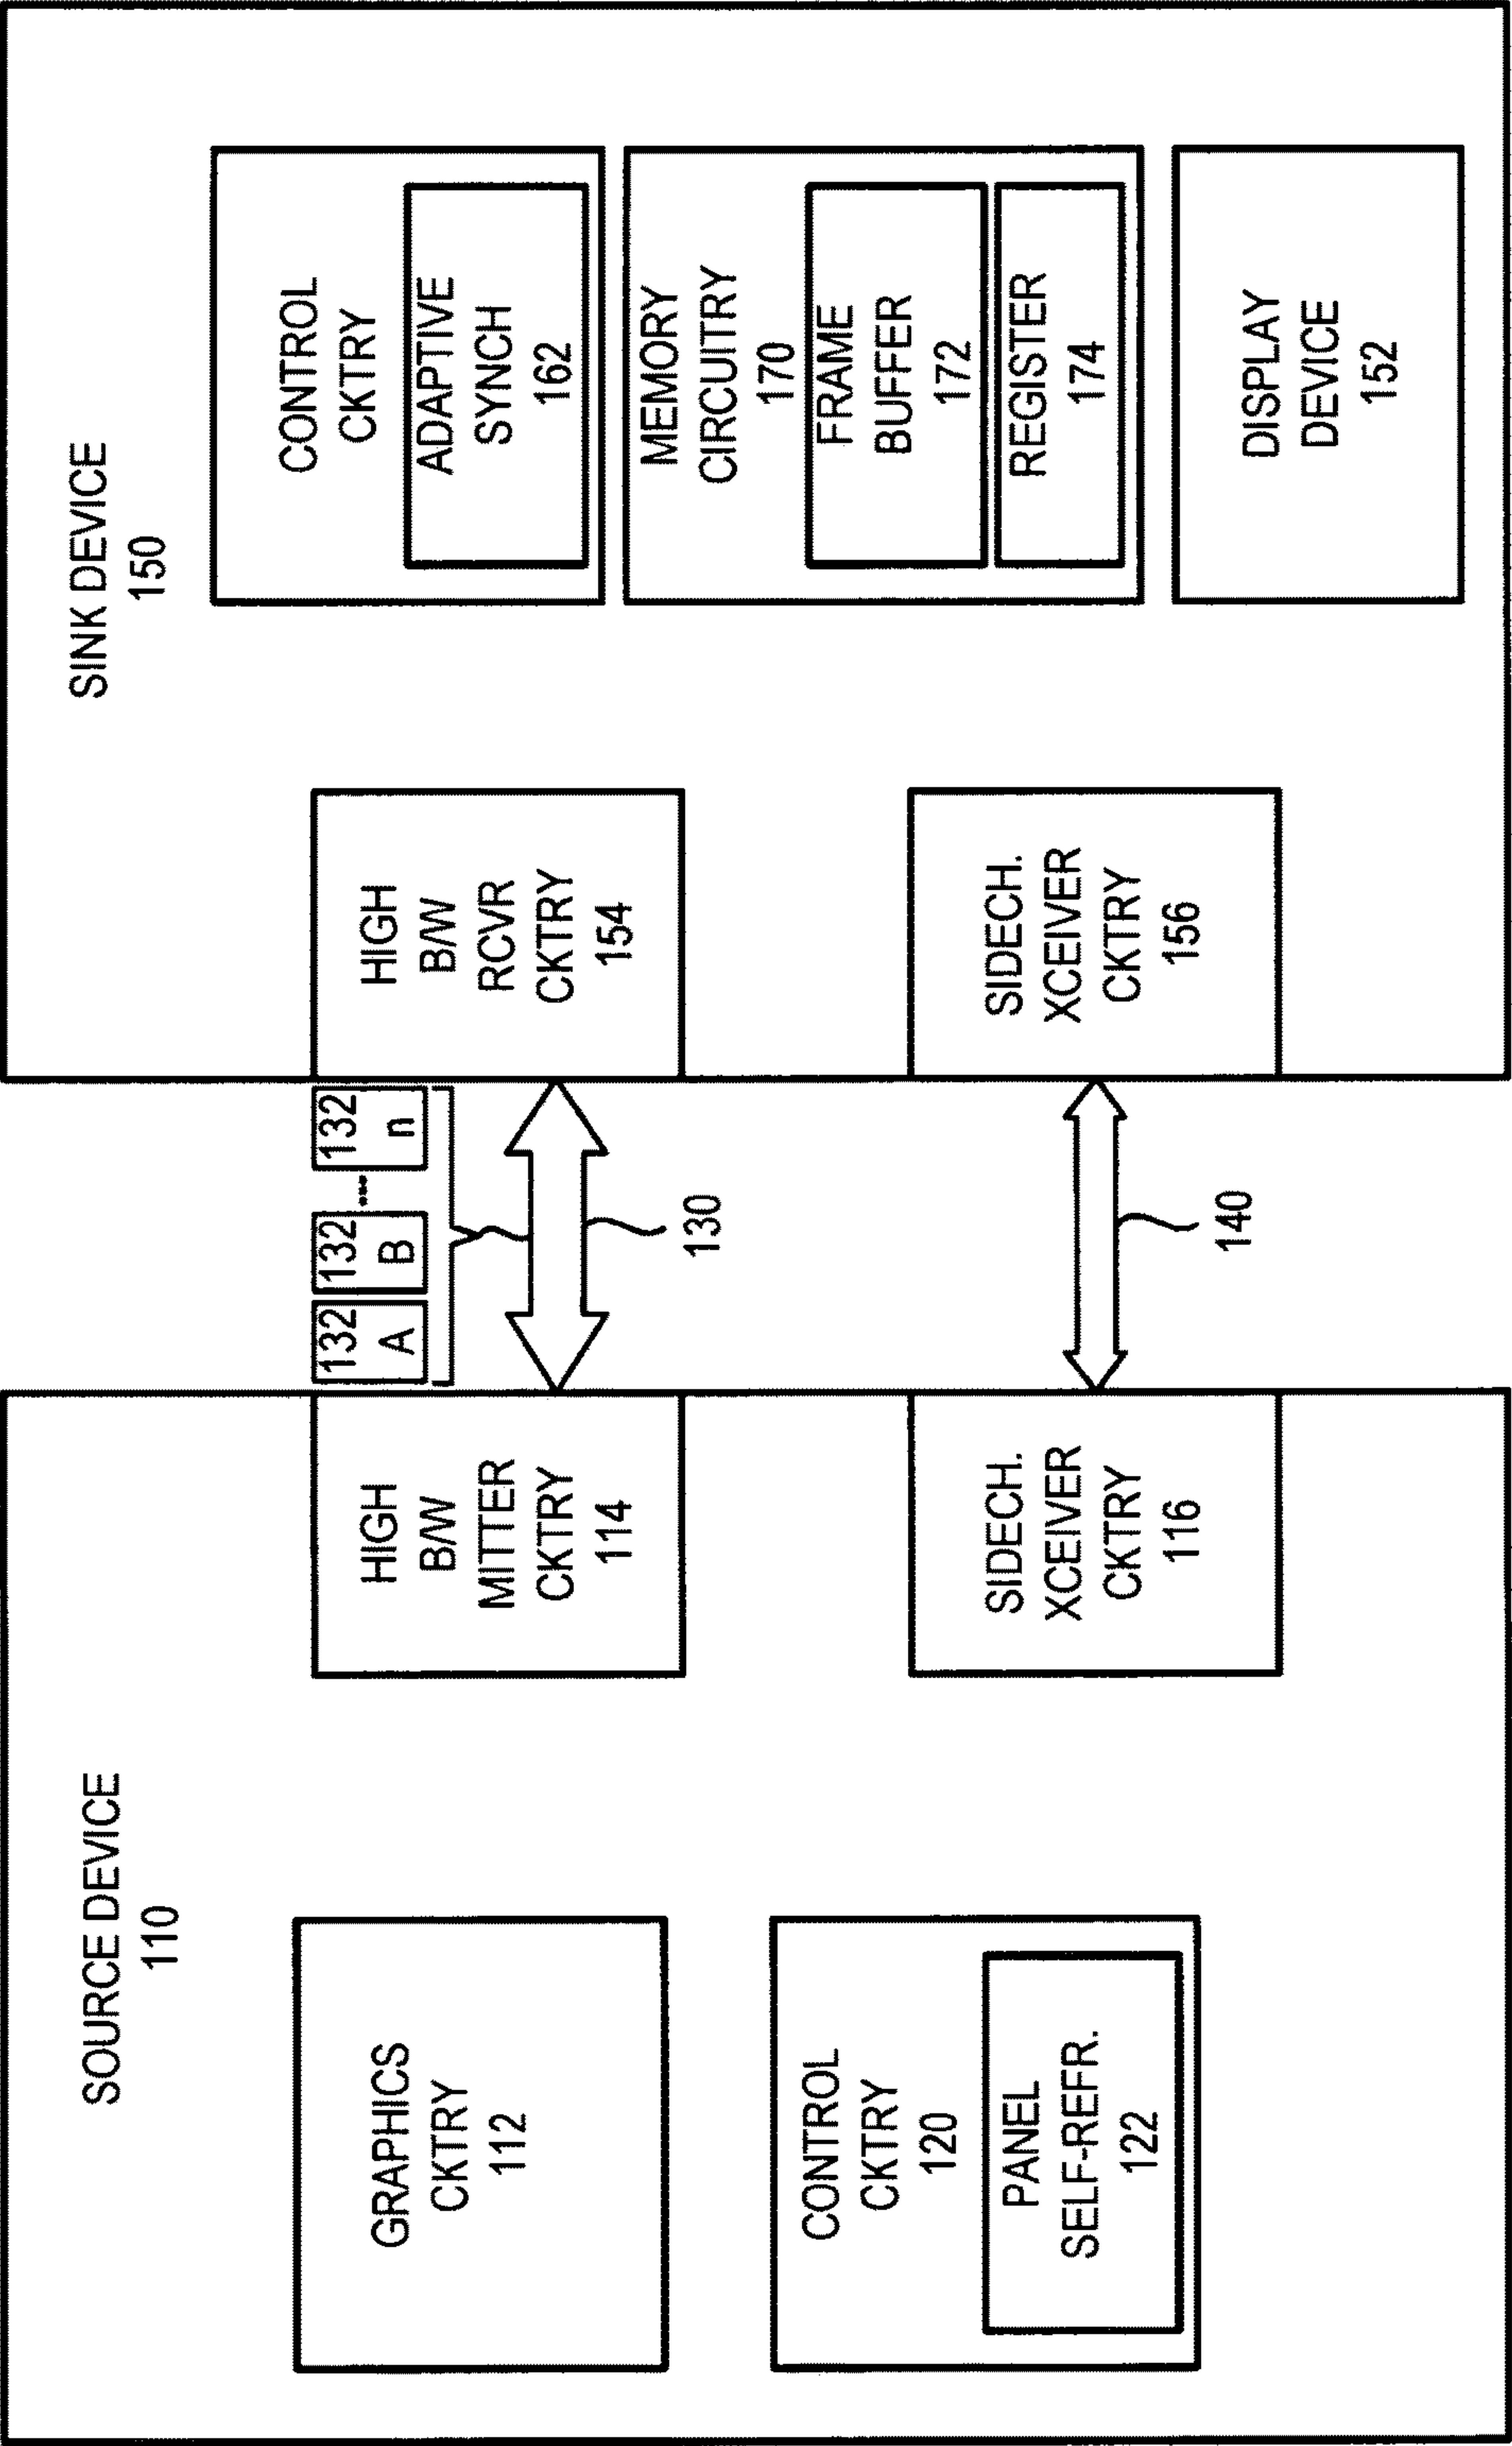 SOURCE DEVICE
110
GRAPHICS
CKTRY
112
CONTROL
CKTRY
120
PANEL
SELF-REFR.
122
HIGH
B/W
MITTER
CKTRY
114
SIDECH.
XCEIVER
CKTRY
116
132
A
132
B
...
132
n
130
140
SINK DEVICE
150
HIGH
B/W
RCVR
CKTRY
154
SIDECH.
XCEIVER
CKTRY
156
CONTROL
CKTRY
ADAPTIVE
SYNCH
162
MEMORY
CIRCUITRY
170
FRAME
BUFFER
172
REGISTER
174
DISPLAY
DEVICE
152